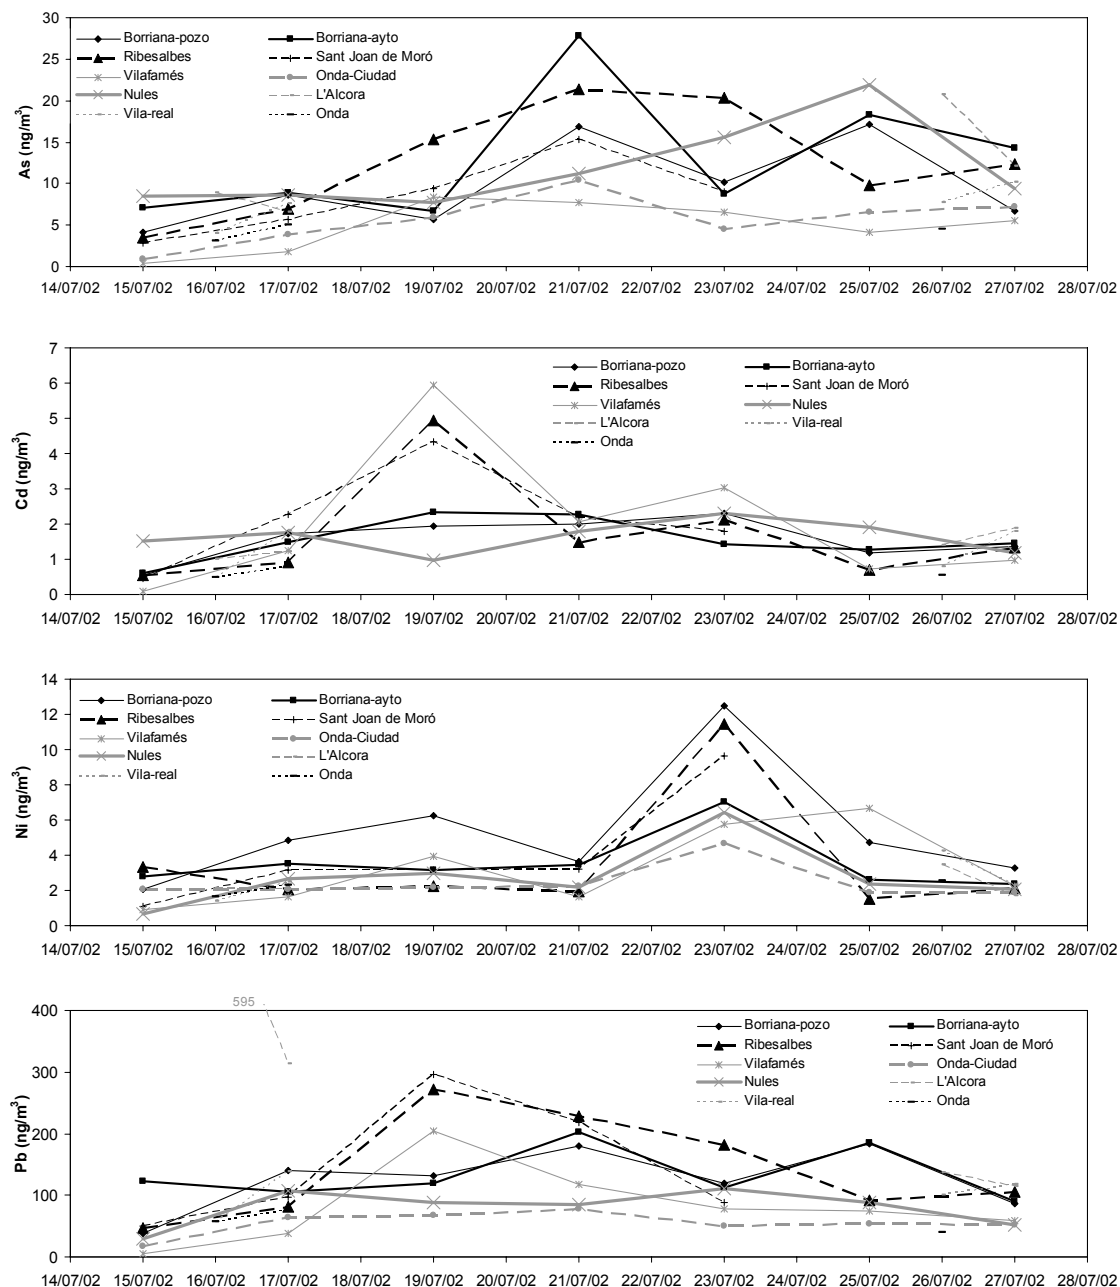 30
25
20
15
10
5
0
As (ng/m³)
Borriana-pozo Borriana-ayto
Ribesalbes Sant Joan de Moró
Vilafamés Onda-Ciudad
Nules L'Alcora
Vila-real Onda
14/07/02 15/07/02 16/07/02 17/07/02 18/07/02 19/07/02 20/07/02 21/07/02 22/07/02 23/07/02 24/07/02 25/07/02 26/07/02 27/07/02 28/07/02
7
6
5
4
3
2
1
0
Cd (ng/m³)
Borriana-pozo Borriana-ayto
Ribesalbes Sant Joan de Moró
Vilafamés Nules
L'Alcora Vila-real
Onda
14/07/02 15/07/02 16/07/02 17/07/02 18/07/02 19/07/02 20/07/02 21/07/02 22/07/02 23/07/02 24/07/02 25/07/02 26/07/02 27/07/02 28/07/02
14
12
10
8
6
4
2
0
Ni (ng/m³)
Borriana-pozo Borriana-ayto
Ribesalbes Sant Joan de Moró
Vilafamés Onda-Ciudad
Nules L'Alcora
Vila-real Onda
14/07/02 15/07/02 16/07/02 17/07/02 18/07/02 19/07/02 20/07/02 21/07/02 22/07/02 23/07/02 24/07/02 25/07/02 26/07/02 27/07/02 28/07/02
595
400
300
200
100
0
Pb (ng/m³)
Borriana-pozo Borriana-ayto
Ribesalbes Sant Joan de Moró
Vilafamés Onda-Ciudad
Nules L'Alcora
Vila-real Onda
14/07/02 15/07/02 16/07/02 17/07/02 18/07/02 19/07/02 20/07/02 21/07/02 22/07/02 23/07/02 24/07/02 25/07/02 26/07/02 27/07/02 28/07/02